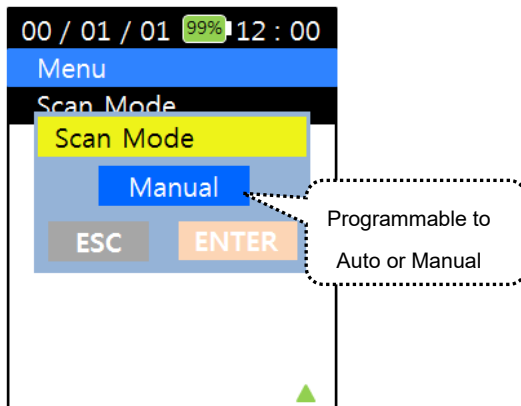 00 / 01 / 01 99% 12 : 00
Menu
Scan Mode
Scan Mode
Manual
ESC ENTER
Programmable to
Auto or Manual